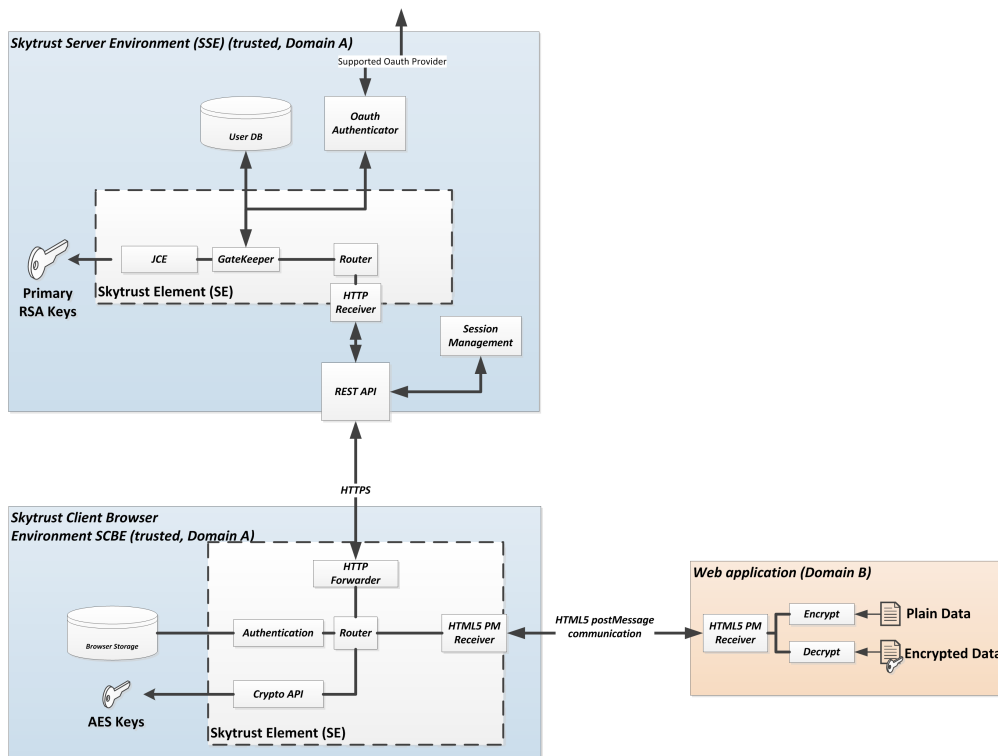 Skytrust Server Environment (SSE) (trusted, Domain A)
Supported Oauth Provider
User DB
Oauth
Authenticator
JCE
GateKeeper
Router
Primary
RSA Keys
Skytrust Element (SE)
HTTP
Receiver
Session
Management
REST API
HTTPS
Skytrust Client Browser
Environment SCBE (trusted, Domain A)
HTTP
Forwarder
Browser Storage
Authentication
Router
HTML5 PM
Receiver
HTML5 postMessage
communication
Crypto API
AES Keys
Skytrust Element (SE)
Web application (Domain B)
HTML5 PM
Receiver
Encrypt
Plain Data
Decrypt
Encrypted Data